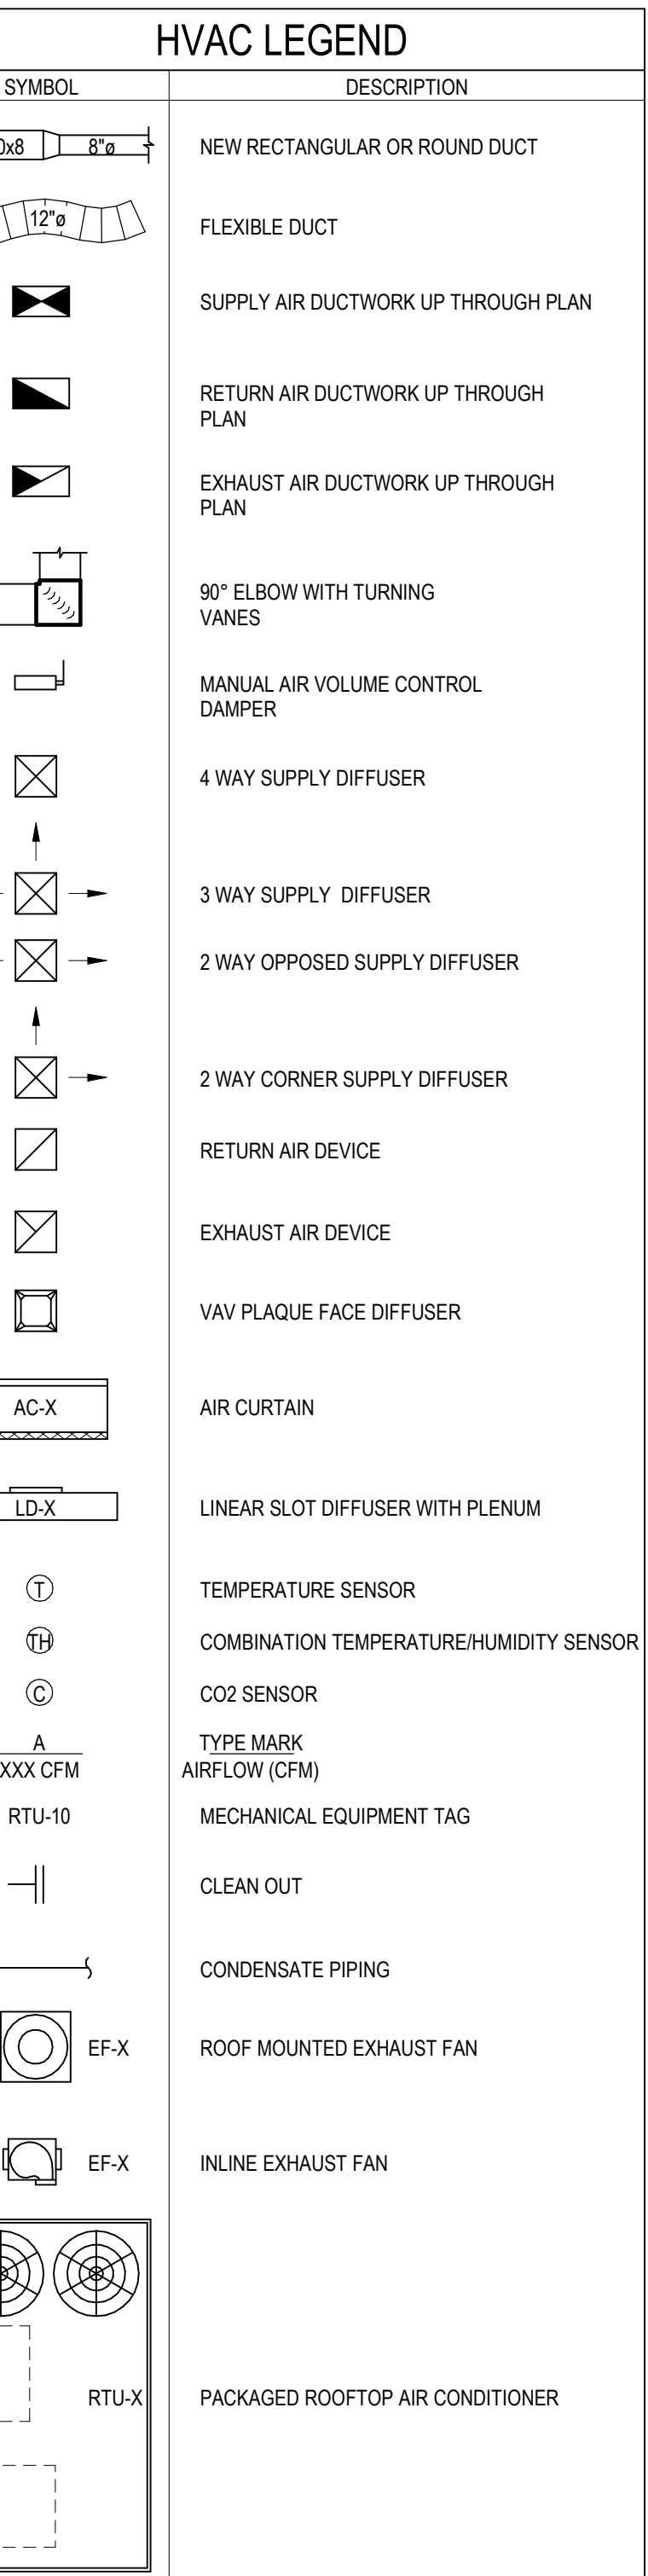 HVAC LEGEND
SYMBOL DESCRIPTION
0x8 8"ø NEW RECTANGULAR OR ROUND DUCT
12"ø FLEXIBLE DUCT
SUPPLY AIR DUCTWORK UP THROUGH PLAN
RETURN AIR DUCTWORK UP THROUGH
PLAN
EXHAUST AIR DUCTWORK UP THROUGH
PLAN
90° ELBOW WITH TURNING
VANES
MANUAL AIR VOLUME CONTROL
DAMPER
4 WAY SUPPLY DIFFUSER
3 WAY SUPPLY DIFFUSER
2 WAY OPPOSED SUPPLY DIFFUSER
2 WAY CORNER SUPPLY DIFFUSER
RETURN AIR DEVICE
EXHAUST AIR DEVICE
VAV PLAQUE FACE DIFFUSER
AC-X AIR CURTAIN
LD-X LINEAR SLOT DIFFUSER WITH PLENUM
T TEMPERATURE SENSOR
TH COMBINATION TEMPERATURE/HUMIDITY SENSOR
C CO2 SENSOR
A TYPE MARK
XXX CFM AIRFLOW (CFM)
RTU-10 MECHANICAL EQUIPMENT TAG
CLEAN OUT
CONDENSATE PIPING
EF-X ROOF MOUNTED EXHAUST FAN
EF-X INLINE EXHAUST FAN
RTU-X PACKAGED ROOFTOP AIR CONDITIONER